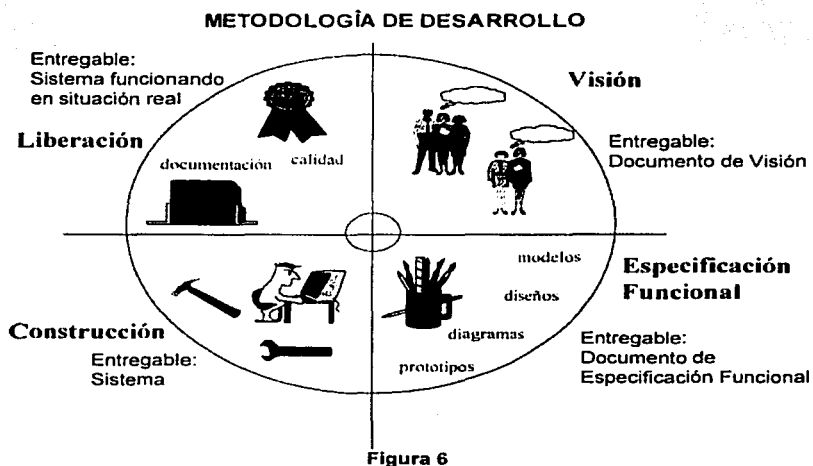 METODOLOGÍA DE DESARROLLO
Entregable:
Sistema funcionando
en situación real
Liberación
documentación
calidad
Visión
Entregable:
Documento de Visión
modelos
diseños
diagramas
prototipos
Especificación
Funcional
Entregable:
Documento de
Especificación Funcional
Construcción
Entregable:
Sistema
Figura 6